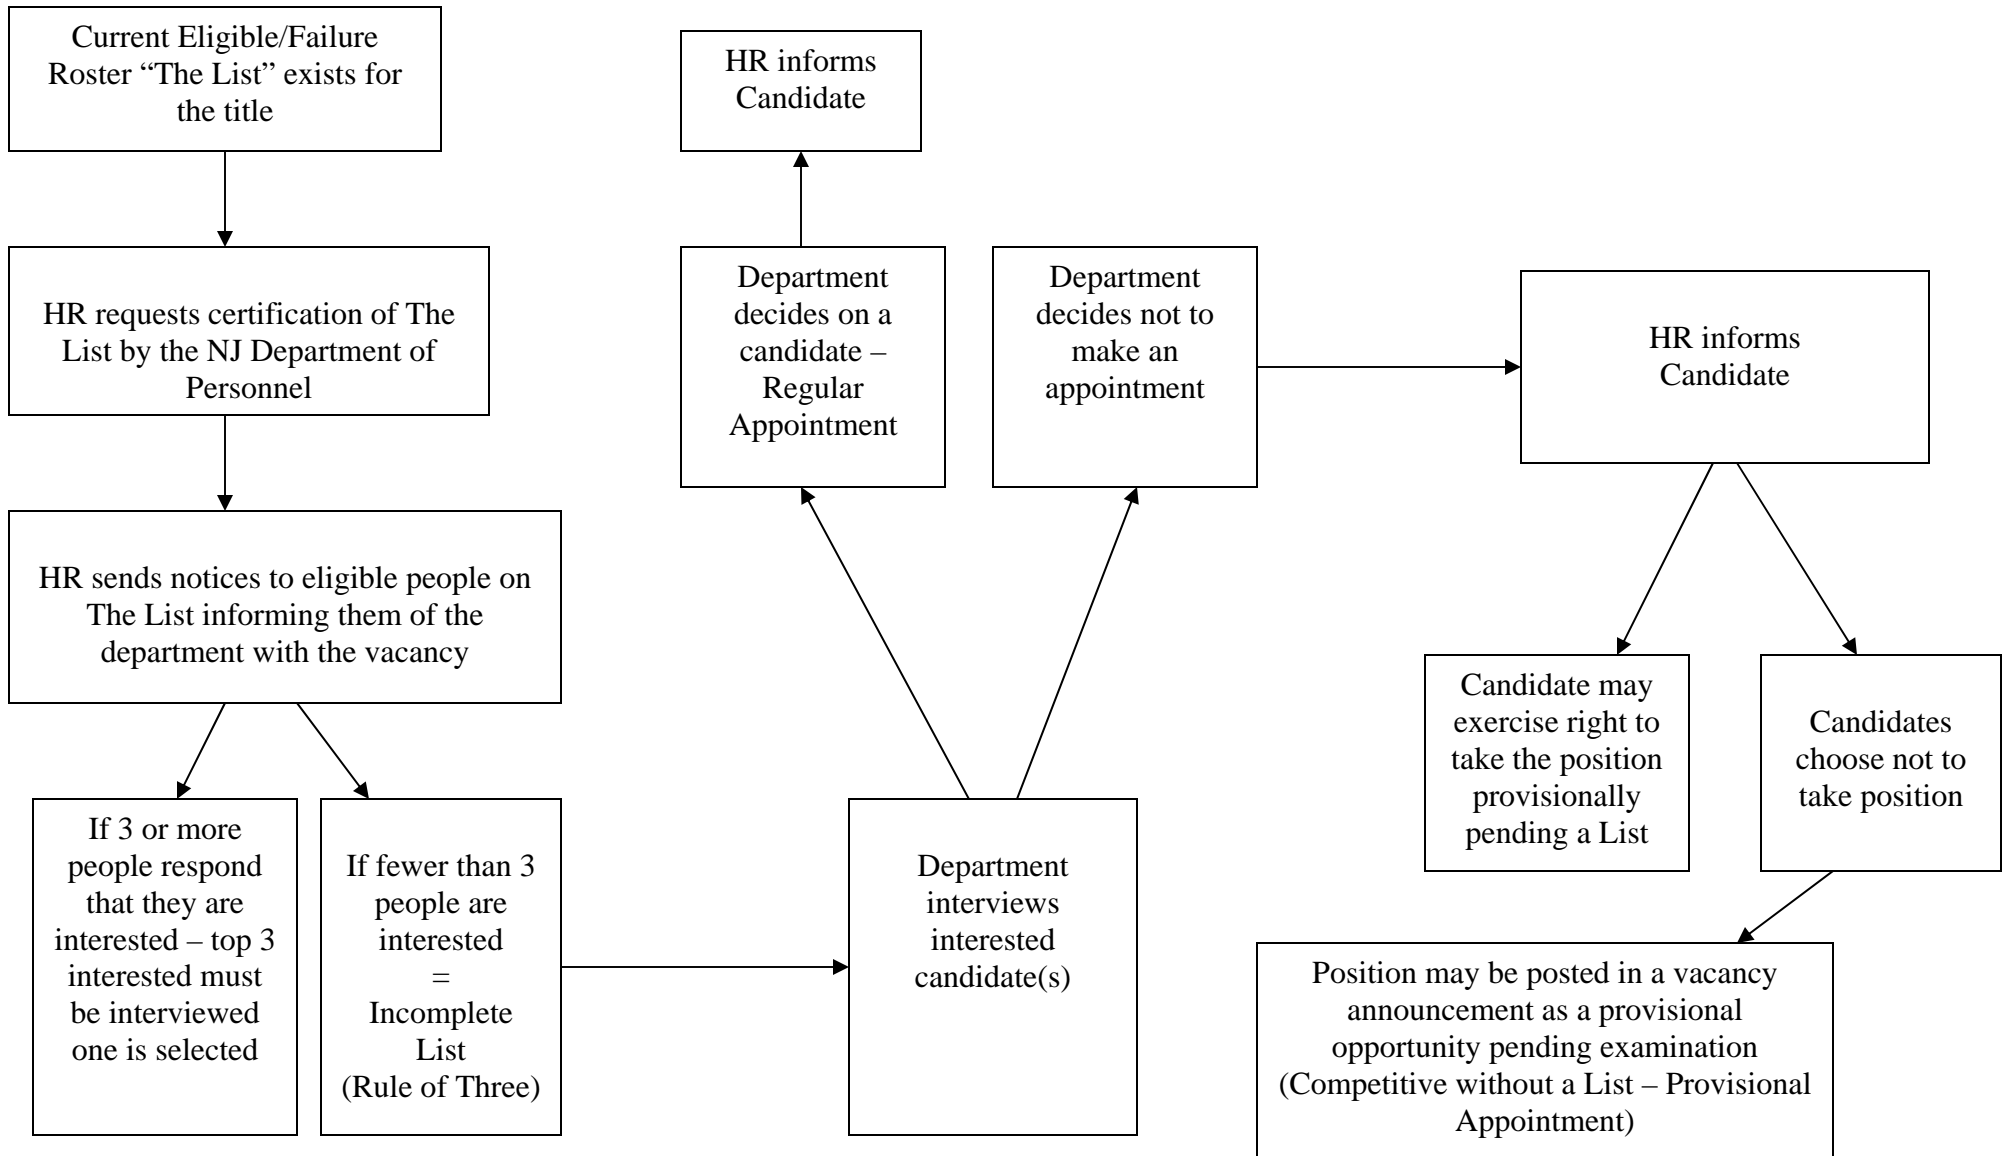 Current Eligible/Failure
Roster “The List” exists for
the title
HR requests certification of The
List by the NJ Department of
Personnel
HR sends notices to eligible people on
The List informing them of the
department with the vacancy
If 3 or more
people respond
that they are
interested – top 3
interested must
be interviewed
one is selected
If fewer than 3
people are
interested
=
Incomplete
List
(Rule of Three)
Department
interviews
interested
candidate(s)
Department
decides on a
candidate –
Regular
Appointment
HR informs
Candidate
Department
decides not to
make an
appointment
HR informs
Candidate
Candidate may
exercise right to
take the position
provisionally
pending a List
Candidates
choose not to
take position
Position may be posted in a vacancy
announcement as a provisional
opportunity pending examination
(Competitive without a List – Provisional
Appointment)